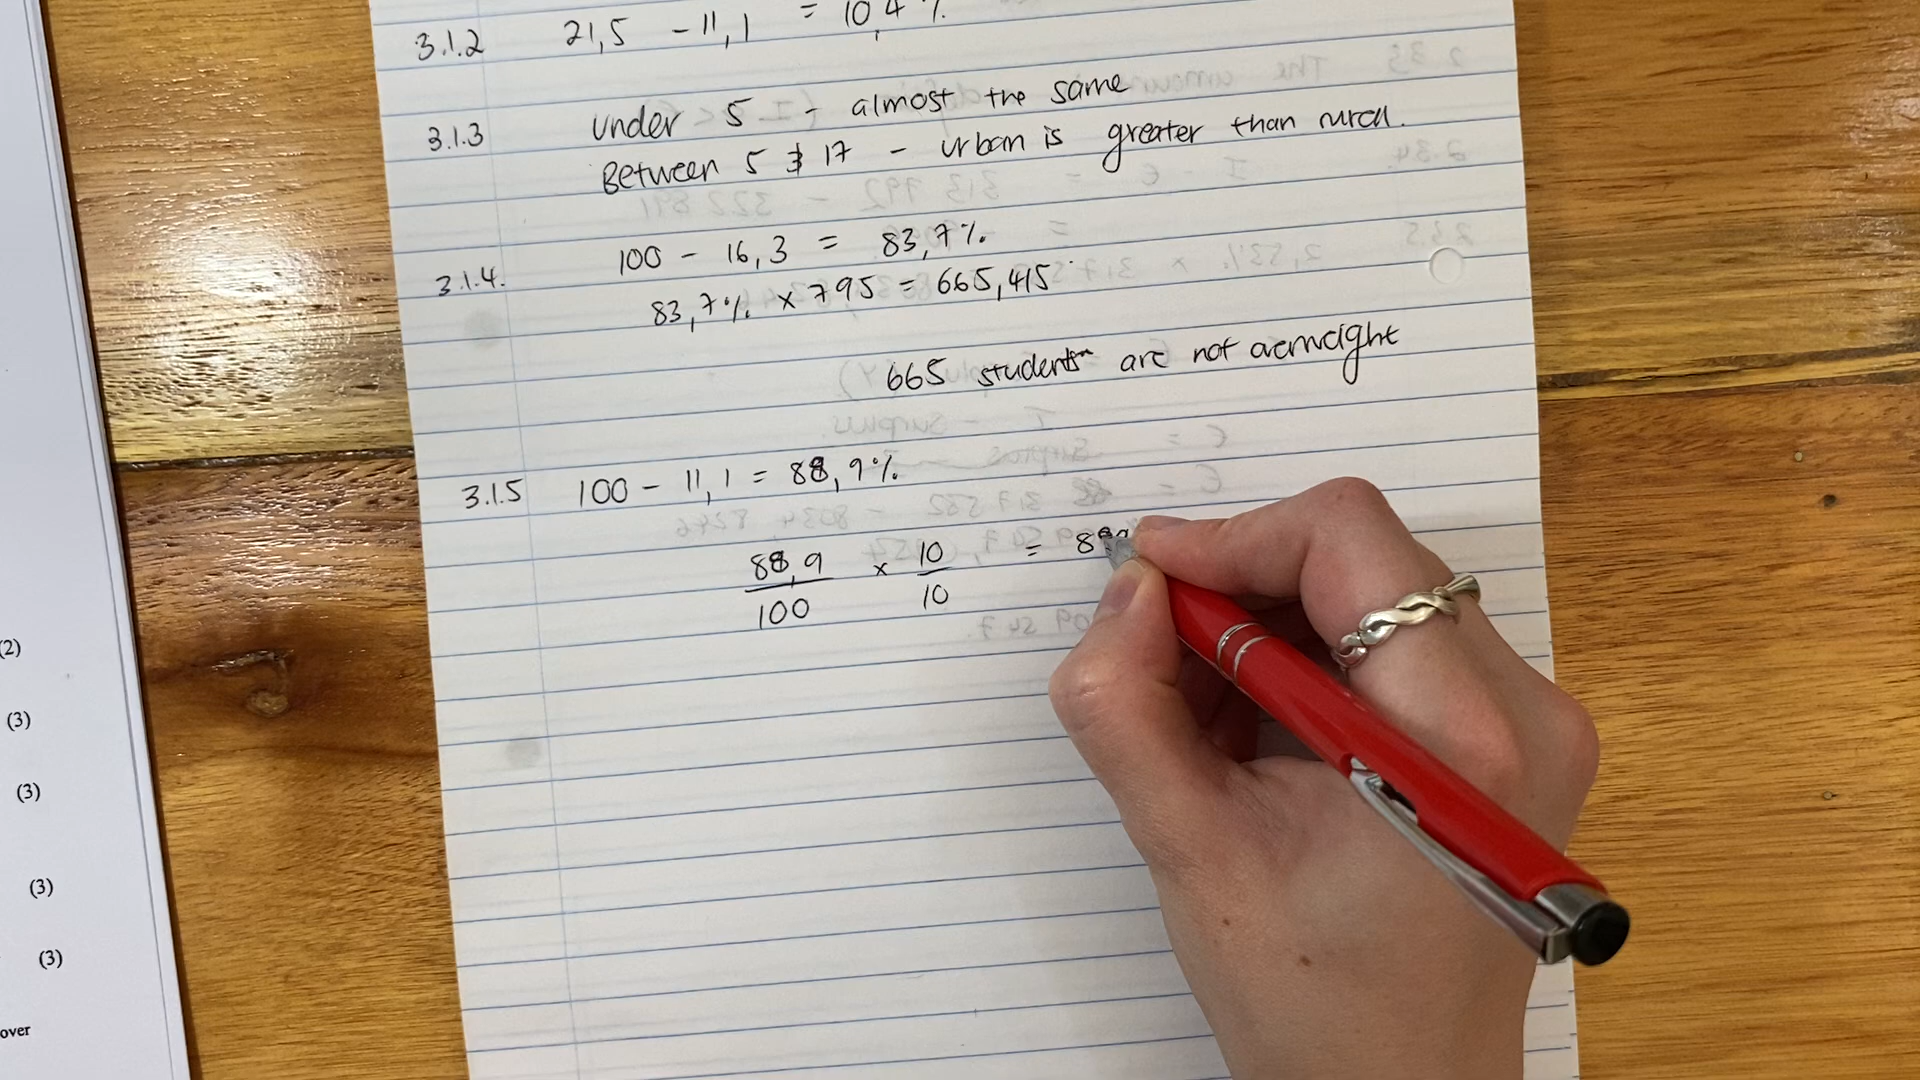 3.1.2 21,5 - 11,1 = 10,4 %
3.1.3 Under 5 - almost the same
Between 5 & 17 - urban is greater than rural.
3.1.4. 100 - 16,3 = 83,7%
83,7% x 795 = 665,415
665 students are not overweight
3.1.5 100 - 11,1 = 88,9%
88,9 x 10 = 889
100 10
(2)
(3)
(3)
(3)
(3)
over